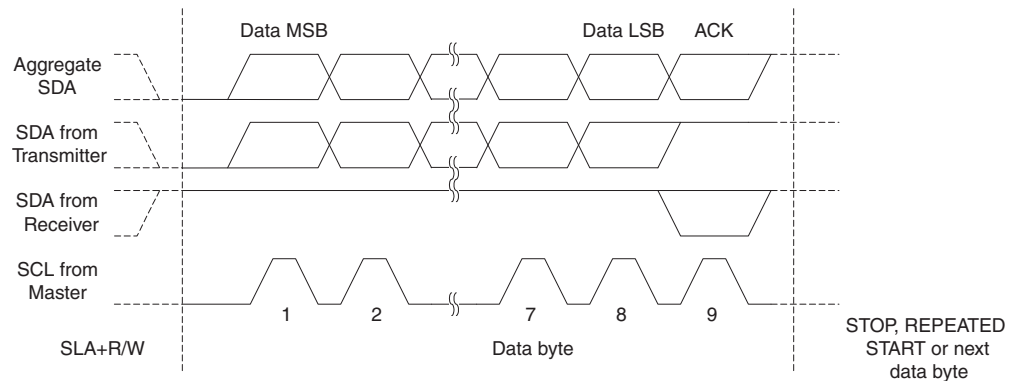 Data MSB
Data LSB
ACK
Aggregate
SDA
SDA from
Transmitter
SDA from
Receiver
SCL from
Master
1
2
7
8
9
SLA+R/W
Data byte
STOP, REPEATED
START or next
data byte